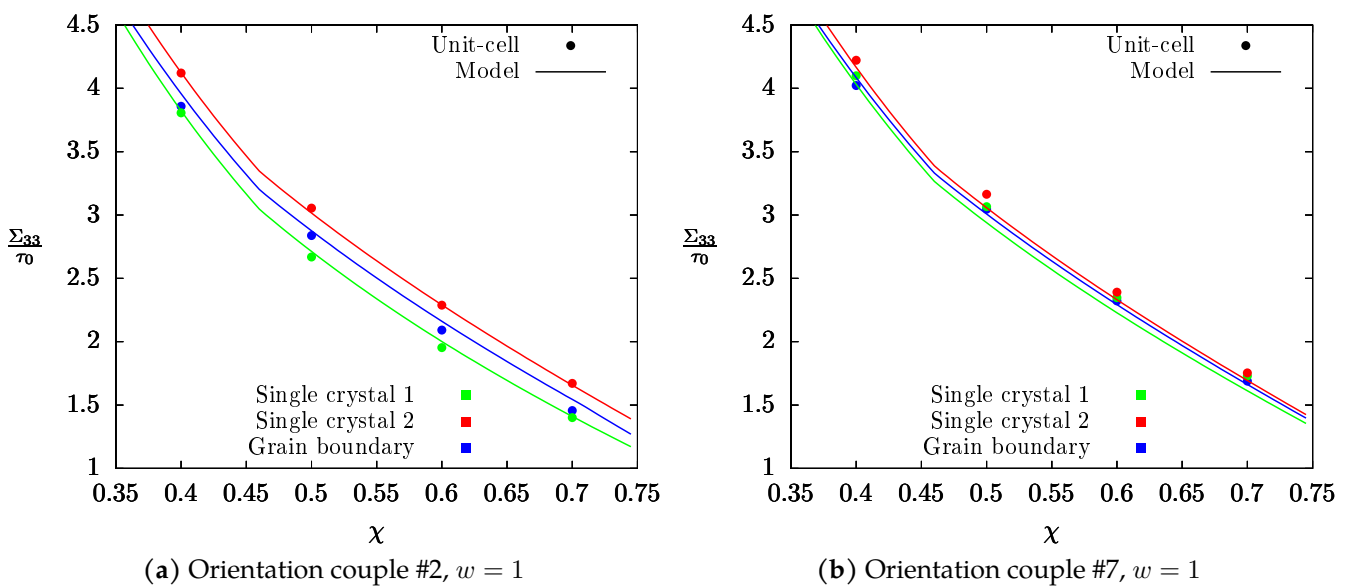 4.5
4
3.5
3
2.5
2
1.5
1
Σ33
τ0
Unit-cell
Model
Single crystal 1
Single crystal 2
Grain boundary
0.35 0.4 0.45 0.5 0.55 0.6 0.65 0.7 0.75
χ
(a) Orientation couple #2, w = 1
4.5
4
3.5
3
2.5
2
1.5
1
Σ33
τ0
Unit-cell
Model
Single crystal 1
Single crystal 2
Grain boundary
0.35 0.4 0.45 0.5 0.55 0.6 0.65 0.7 0.75
χ
(b) Orientation couple #7, w = 1